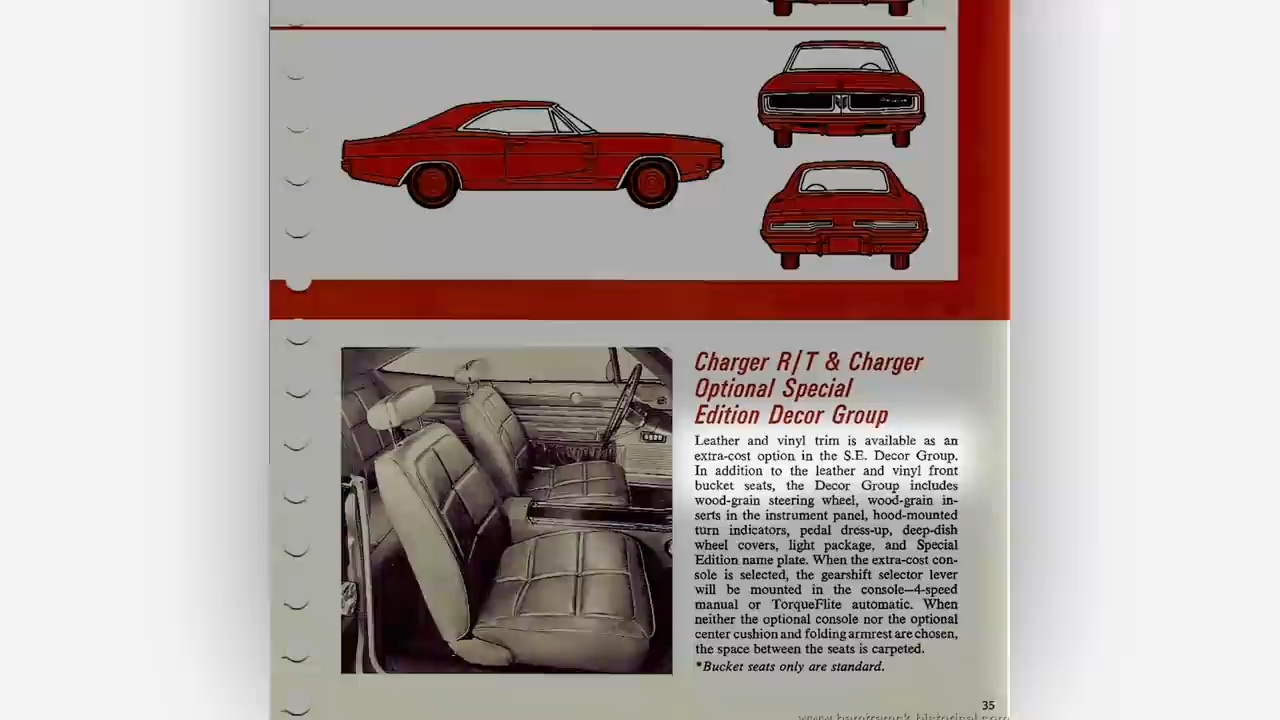 Charger R/T & Charger
Optional Special
Edition Decor Group
Leather and vinyl trim is available as an
extra-cost option in the S.E. Decor Group.
In addition to the leather and vinyl front
bucket seats, the Decor Group includes
wood-grain steering wheel, wood-grain in-
serts in the instrument panel, hood-mounted
turn indicators, pedal dress-up, deep-dish
wheel covers, light package, and Special
Edition name plate. When the extra-cost con-
sole is selected, the gearshift selector lever
will be mounted in the console—4-speed
manual or TorqueFlite automatic. When
neither the optional console nor the optional
center cushion and folding armrest are chosen,
the space between the seats is carpeted.
*Bucket seats only are standard.
35